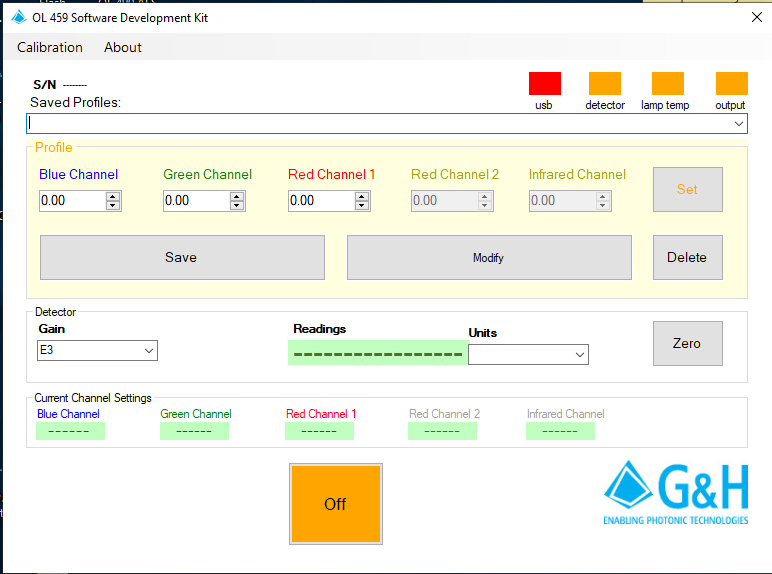 OL 459 Software Development Kit
Calibration About
S/N --------
usb detector lamp temp output
Saved Profiles:
Profile
Blue Channel Green Channel Red Channel 1 Red Channel 2 Infrared Channel
0.00 0.00 0.00 0.00 0.00 Set
Save Modify Delete
Detector
Gain Readings Units
E3 ----------------- Zero
Current Channel Settings
Blue Channel Green Channel Red Channel 1 Red Channel 2 Infrared Channel
------ ------ ------ ------ ------
Off
G&H
ENABLING PHOTONIC TECHNOLOGIES